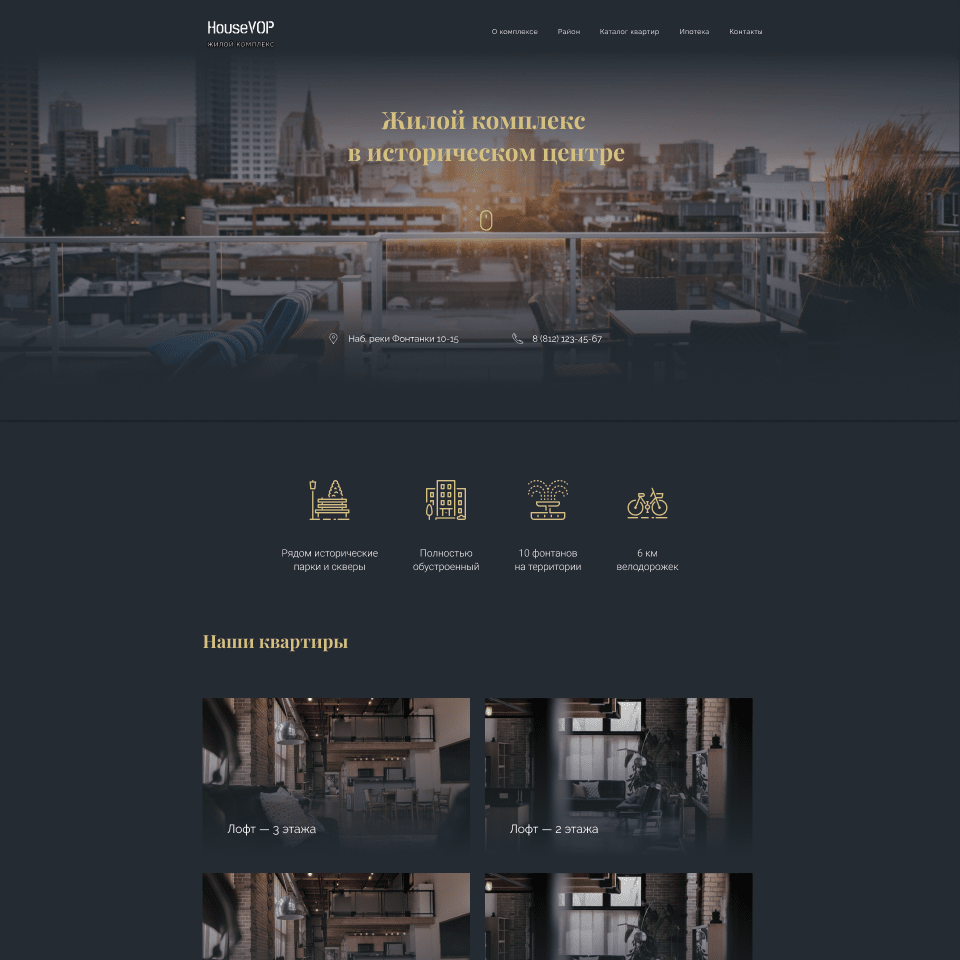 HouseVOP
ЖИЛОЙ КОМПЛЕКС
О комплексе
Район
Каталог квартир
Ипотека
Контакты
Жилой комплекс
в историческом центре
Наб. реки Фонтанки 10-15
8 (812) 123-45-67
Рядом исторические
парки и скверы
Полностью
обустроенный
10 фонтанов
на территории
6 км
велодорожек
Наши квартиры
Лофт — 3 этажа
Лофт — 2 этажа